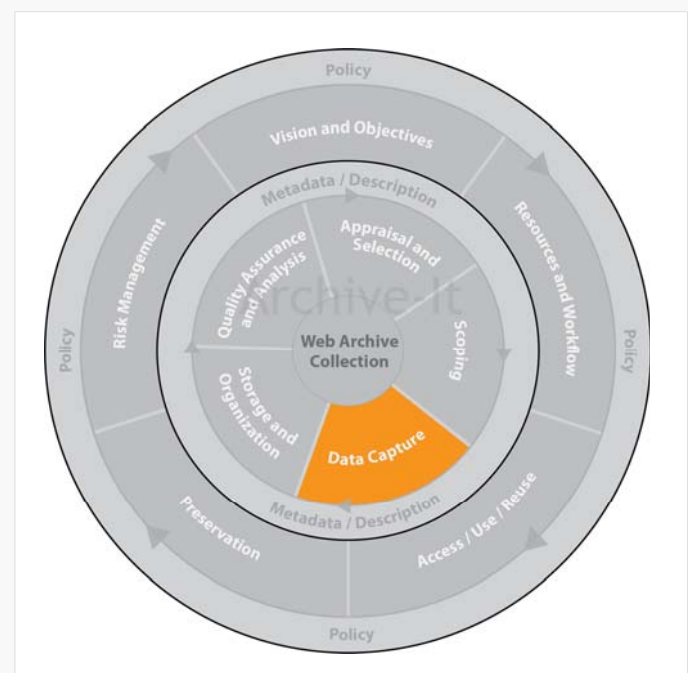 Policy
Vision and Objectives
Metadata / Description
Appraisal and
Selection
Quality Assurance
and Analysis
Archive-It
Risk Management
Resources and Workflow
Policy
Policy
Web Archive
Collection
Scoping
Storage and
Organization
Data Capture
Metadata / Description
Preservation
Access / Use / Reuse
Policy